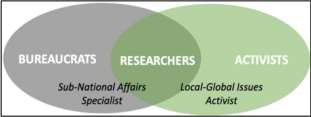 BUREAUCRATS RESEARCHERS ACTIVISTS
Sub-National Affairs Local-Global Issues
Specialist Activist